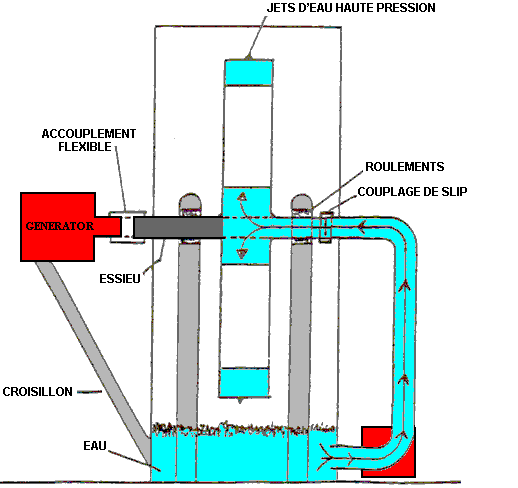 JETS D'EAU HAUTE PRESSION
ACCOUPLEMENT
FLEXIBLE
ROULEMENTS
COUPLAGE DE SLIP
GENERATOR
ESSIEU
CROISILLON
EAU